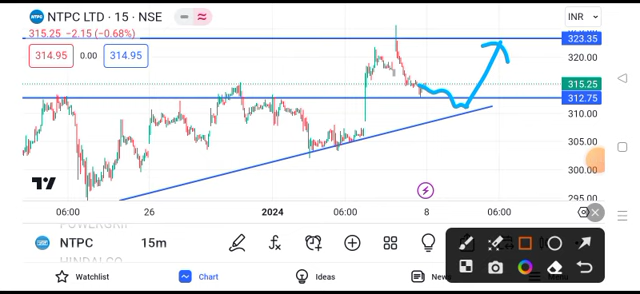 NTPC LTD · 15 · NSE
INR
315.25 −2.15 (−0.68%)
314.95 0.00 314.95
323.35
320.00
315.25
312.75
310.00
305.00
300.00
295.00
06:00 26 2024 06:00 8 06:00
POWERGRID
NTPC 15m
HINDALCO
Watchlist Chart Ideas News Menu